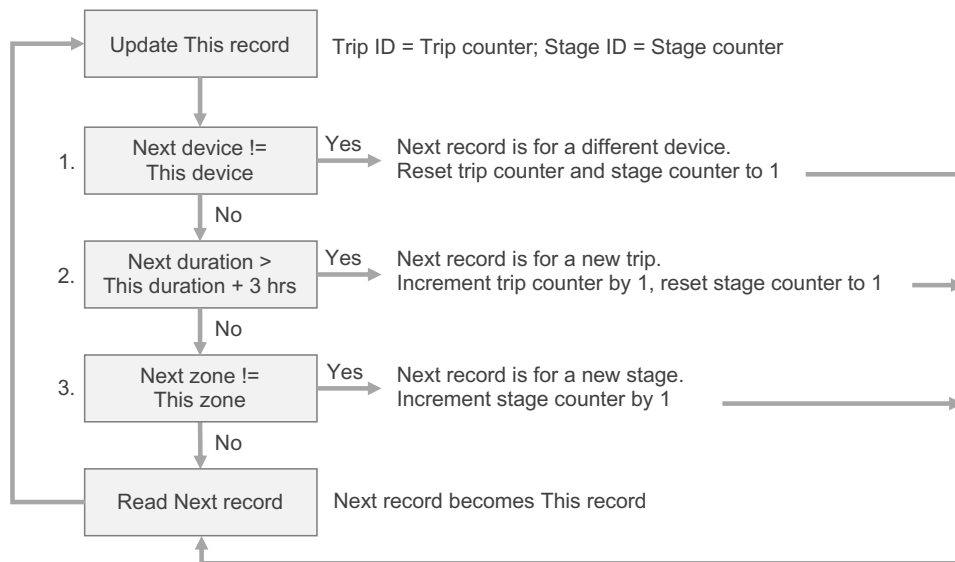 Update This record
Trip ID = Trip counter; Stage ID = Stage counter
1.
Next device !=
This device
Yes
Next record is for a different device.
Reset trip counter and stage counter to 1
No
2.
Next duration >
This duration + 3 hrs
Yes
Next record is for a new trip.
Increment trip counter by 1, reset stage counter to 1
No
3.
Next zone !=
This zone
Yes
Next record is for a new stage.
Increment stage counter by 1
No
Read Next record
Next record becomes This record